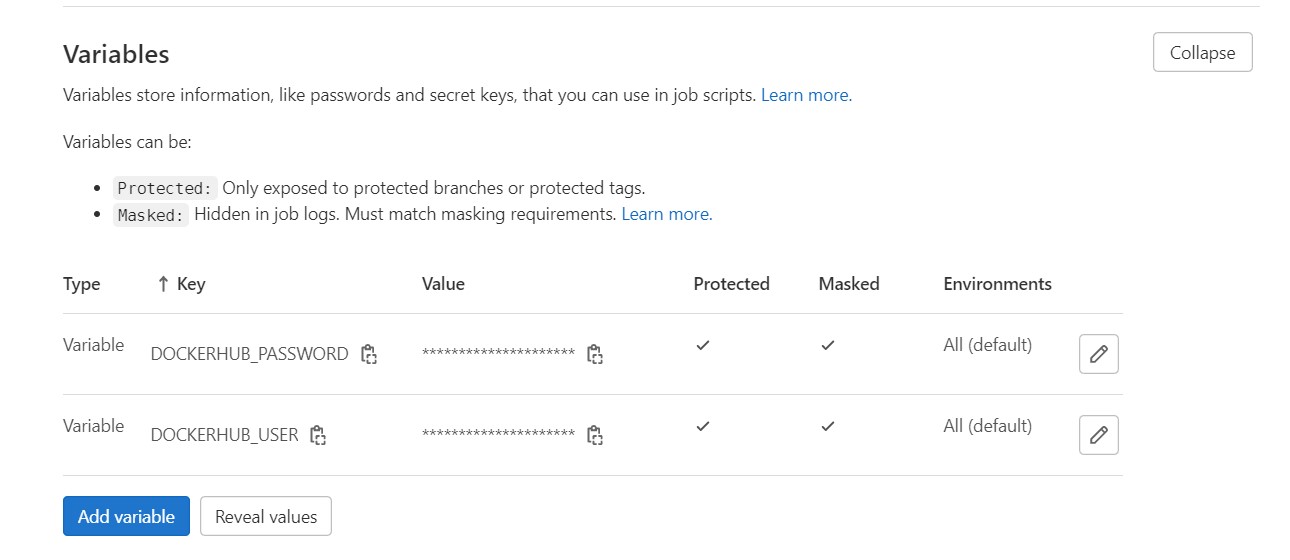 Variables
Collapse
Variables store information, like passwords and secret keys, that you can use in job scripts. Learn more.
Variables can be:
• Protected: Only exposed to protected branches or protected tags.
• Masked: Hidden in job logs. Must match masking requirements. Learn more.
Type ↑ Key Value Protected Masked Environments
Variable DOCKERHUB_PASSWORD ********************* ✓ ✓ All (default)
Variable DOCKERHUB_USER ********************* ✓ ✓ All (default)
Add variable Reveal values